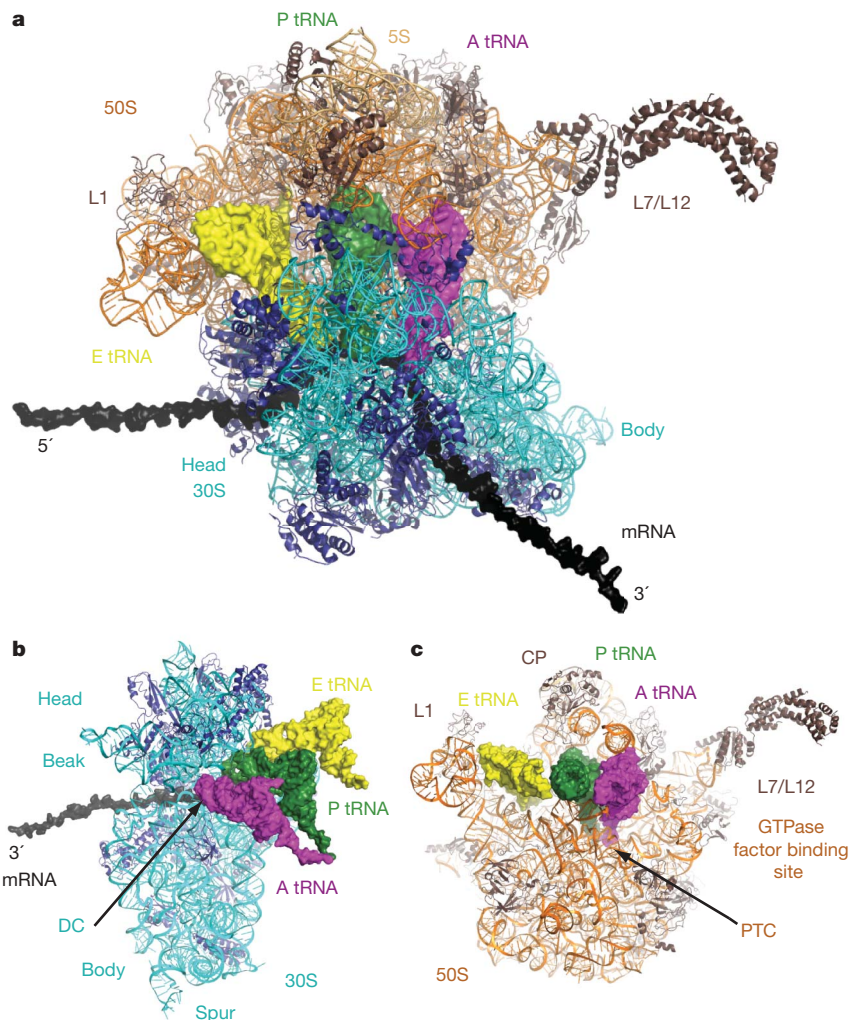 a
P tRNA
5S
A tRNA
50S
L1
L7/L12
E tRNA
5´
Body
Head
30S
mRNA
3´
b
Head
E tRNA
Beak
P tRNA
3´
mRNA
A tRNA
DC
Body
30S
Spur
c
CP
P tRNA
E tRNA
A tRNA
L1
L7/L12
GTPase
factor binding
site
PTC
50S